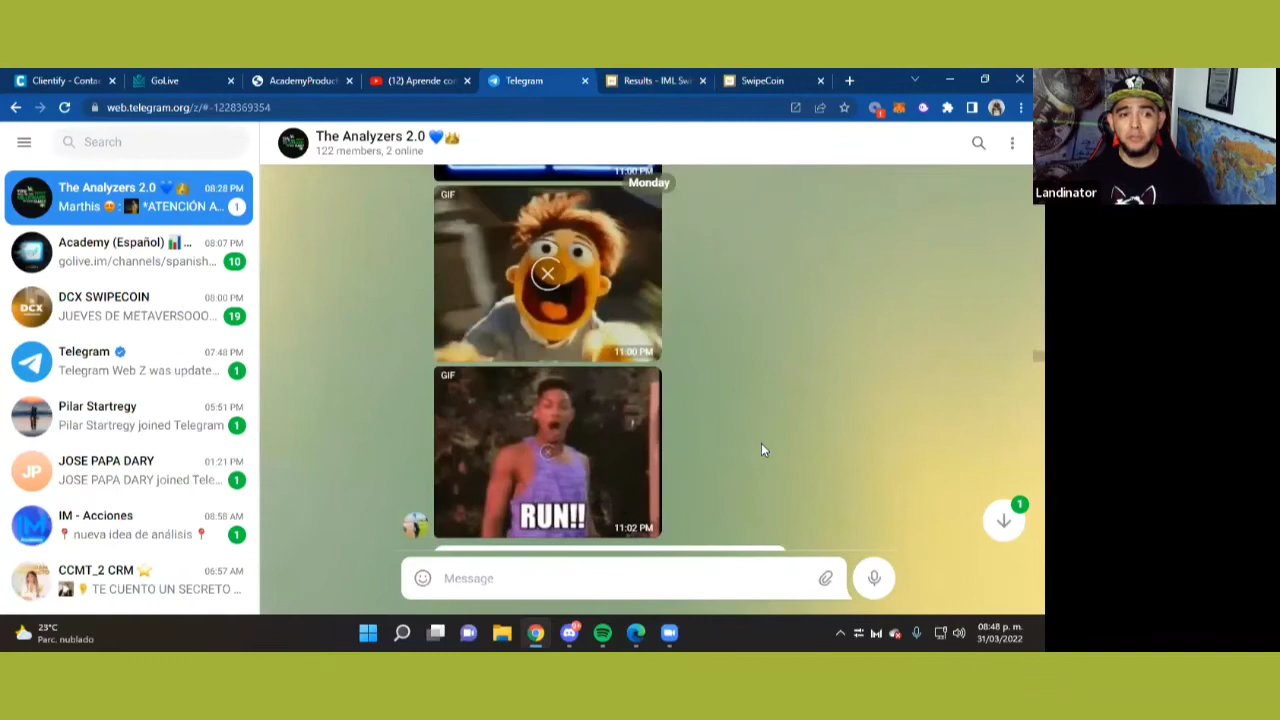 Clientify - Conta
GoLive
AcademyProduc
(12) Aprende co
Telegram
Results - IML Sw
SwipeCoin
web.telegram.org/z/#-1228369354
Search
The Analyzers 2.0 💙👑
122 members, 2 online
The Analyzers 2.0 💙👑 08:28 PM
Marthis 😍 : *ATENCIÓN A... 1
Academy (Español) 📊 ... 08:07 PM
golive.im/channels/spanish... 10
DCX
DCX SWIPECOIN 08:00 PM
JUEVES DE METAVERSOOO... 19
Telegram 07:48 PM
Telegram Web Z was update... 1
Pilar Startregy 05:51 PM
Pilar Startregy joined Telegram 1
JP
JOSE PAPA DARY 01:21 PM
JOSE PAPA DARY joined Tele... 1
IM - Acciones 08:58 AM
📍 nueva idea de análisis 📍 1
CCMT_2 CRM ⭐ 06:57 AM
💡 TE CUENTO UN SECRETO ...
11:00 PM
Monday
GIF
11:00 PM
GIF
RUN!!
11:02 PM
1
Message
Landinator
23°C
Parc. nublado
08:48 p. m.
31/03/2022